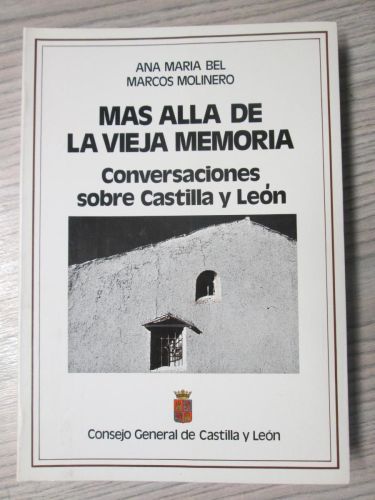 ANA MARIA BEL
MARCOS MOLINERO
MAS ALLA DE
LA VIEJA MEMORIA
Conversaciones
sobre Castilla y León
Consejo General de Castilla y León